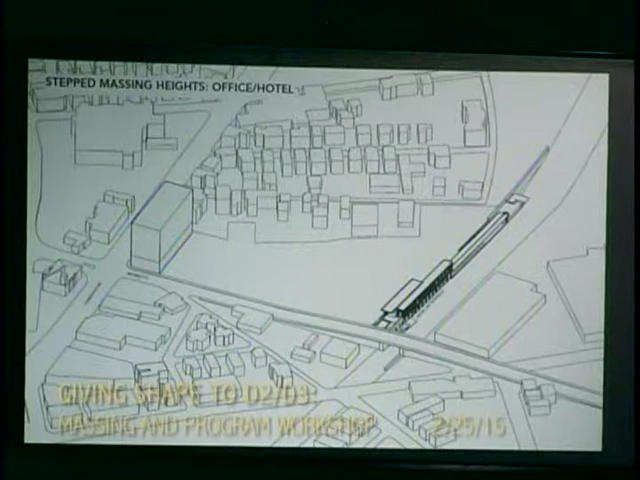 STEPPED MASSING HEIGHTS: OFFICE/HOTEL
GIVING SHAPE TO D2/D3:
MASSING AND PROGRAM WORKSHOP 2/25/15